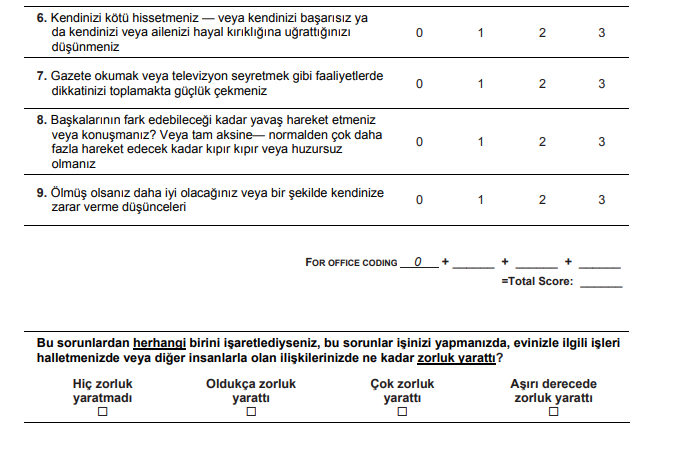 6. Kendinizi kötü hissetmeniz — veya kendinizi başarısız ya
da kendinizi veya ailenizi hayal kırıklığına uğrattığınızı
düşünmeniz
0 1 2 3
7. Gazete okumak veya televizyon seyretmek gibi faaliyetlerde
dikkatinizi toplamakta güçlük çekmeniz
0 1 2 3
8. Başkalarının fark edebileceği kadar yavaş hareket etmeniz
veya konuşmanız? Veya tam aksine— normalden çok daha
fazla hareket edecek kadar kıpır kıpır veya huzursuz
olmanız
0 1 2 3
9. Ölmüş olsanız daha iyi olacağınız veya bir şekilde kendinize
zarar verme düşünceleri
0 1 2 3
FOR OFFICE CODING __0__ + ______ + ______ + ______
=Total Score: ______
Bu sorunlardan herhangi birini işaretlediyseniz, bu sorunlar işinizi yapmanızda, evinizle ilgili işleri
halletmenizde veya diğer insanlarla olan ilişkilerinizde ne kadar zorluk yarattı?
Hiç zorluk
yaratmadı
☐
Oldukça zorluk
yarattı
☐
Çok zorluk
yarattı
☐
Aşırı derecede
zorluk yarattı
☐